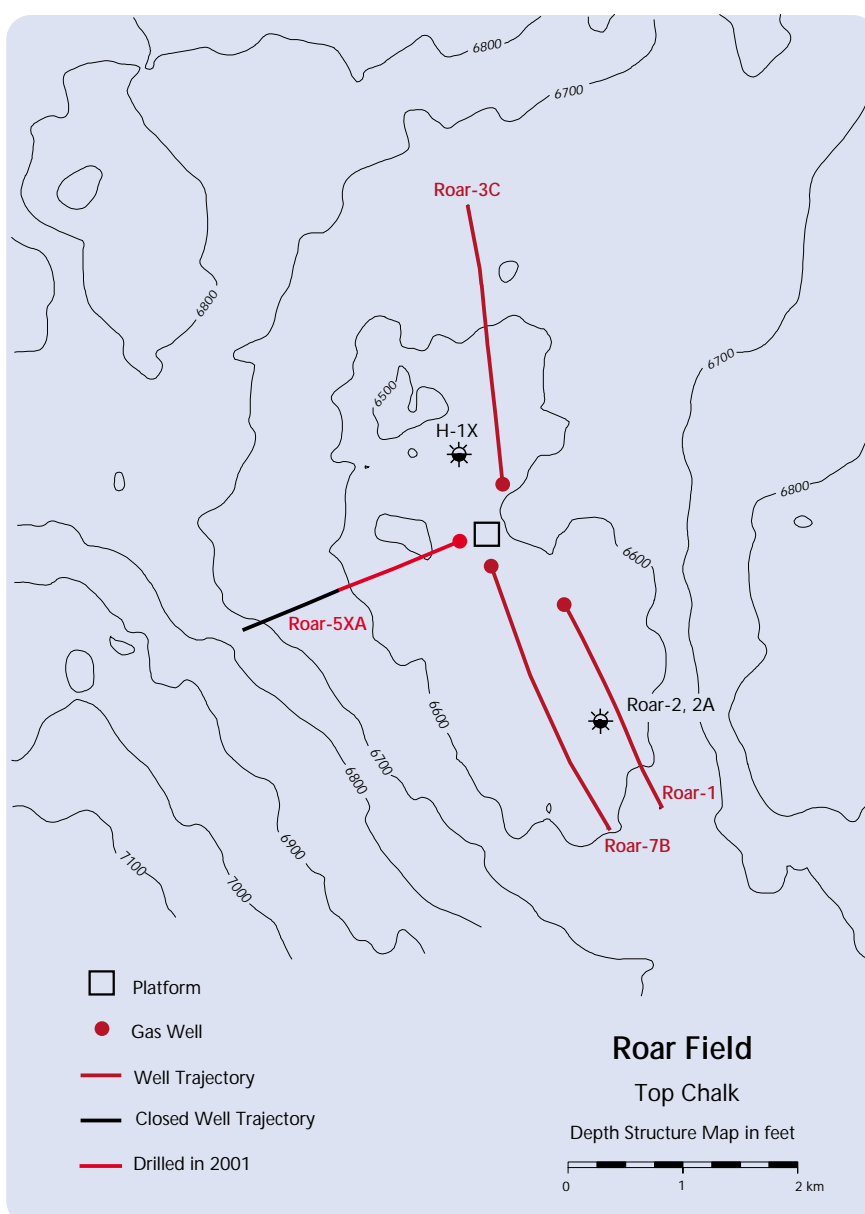 6800
6700
Roar-3C
6800
6700
6500
H-1X
6800
6600
Roar-5XA
6600
Roar-2, 2A
6700
6800
Roar-1
6900
Roar-7B
7100
7000
Platform
Gas Well
Well Trajectory
Closed Well Trajectory
Drilled in 2001
Roar Field
Top Chalk
Depth Structure Map in feet
0 1 2 km